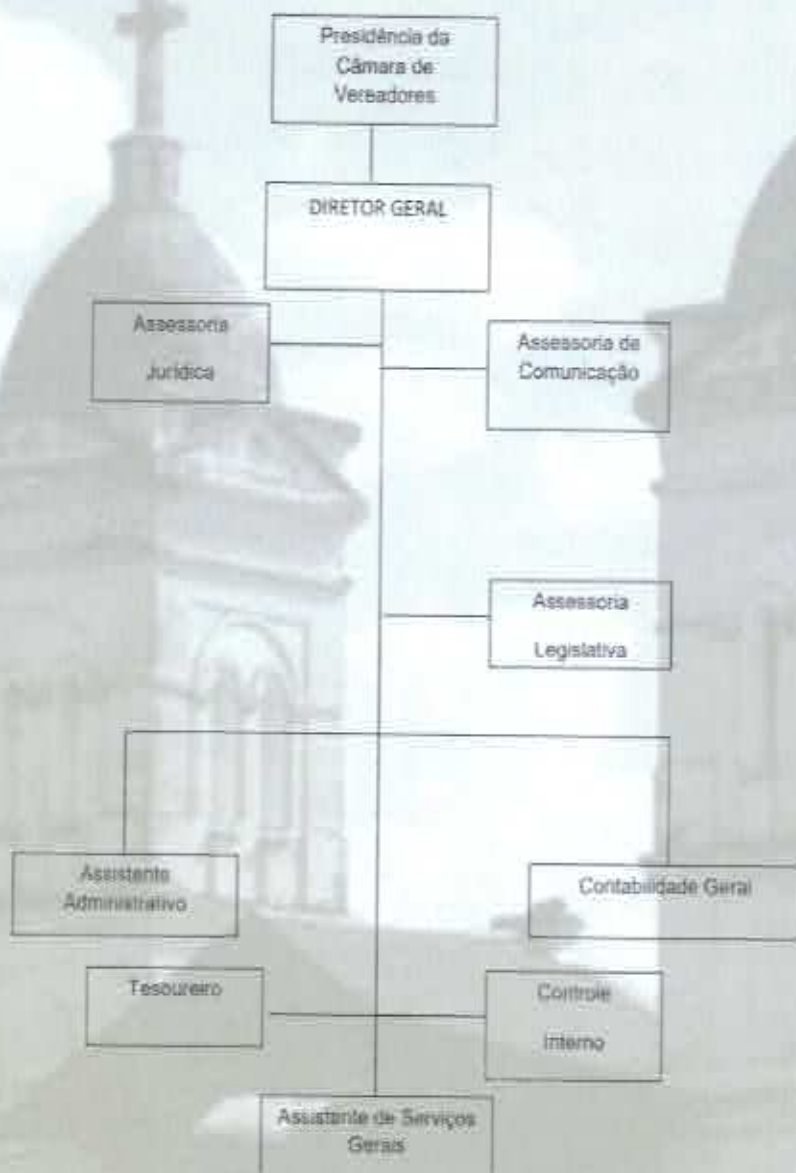 Presidência da
Câmara de
Vereadores
DIRETOR GERAL
Assessoria
Jurídica
Assessoria de
Comunicação
Assessoria
Legislativa
Assistente
Administrativo
Contabilidade Geral
Tesoureiro
Controle
Interno
Assistente de Serviços
Gerais